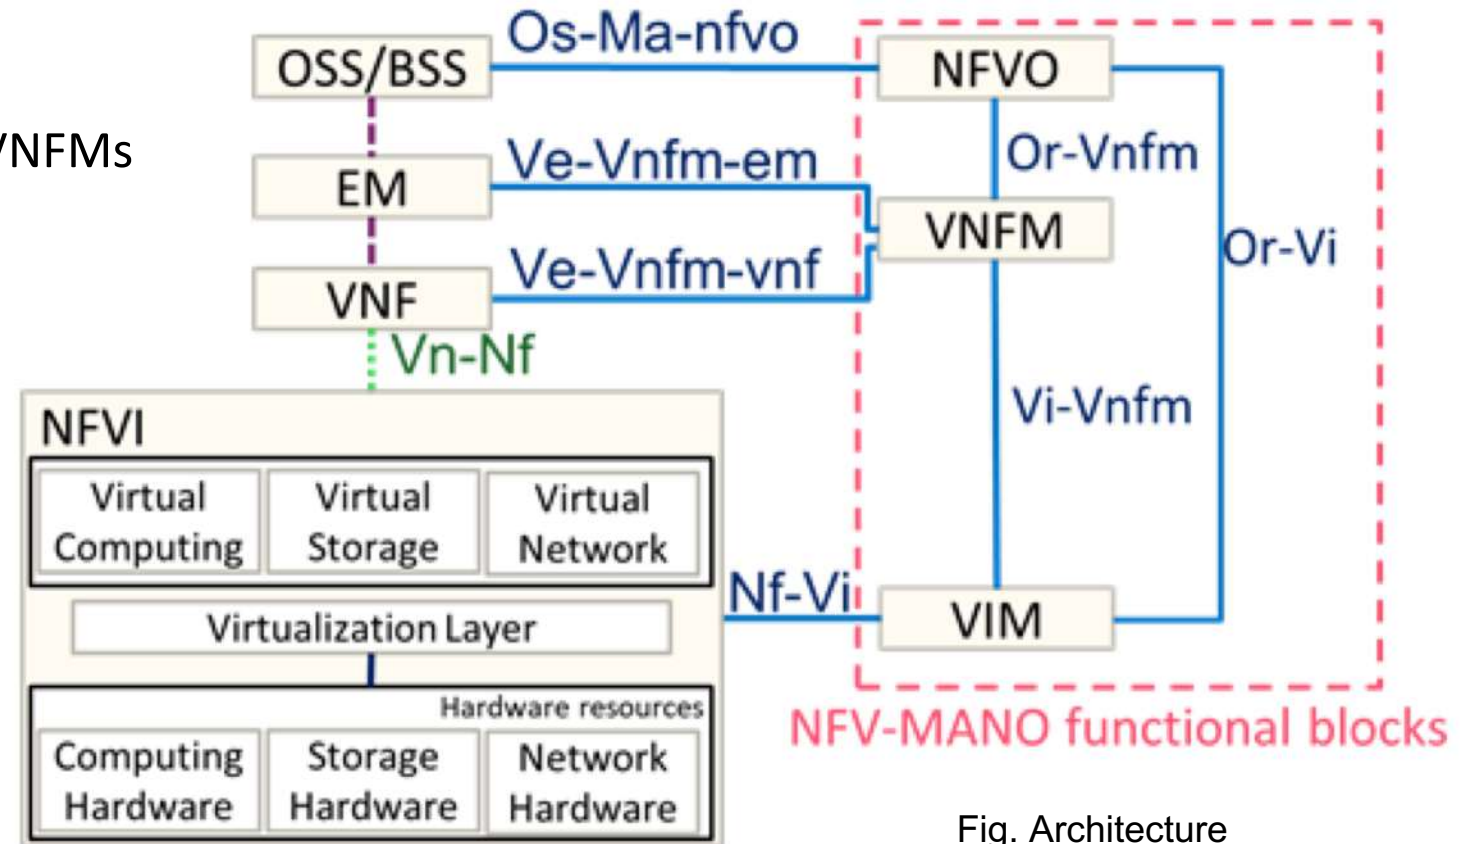 Os-Ma-nfvo
OSS/BSS
NFVO
VNFMs
Ve-Vnfm-em
Or-Vnfm
EM
VNFM
Or-Vi
Ve-Vnfm-vnf
VNF
Vn-Nf
Vi-Vnfm
NFVI
Virtual
Computing
Virtual
Storage
Virtual
Network
Nf-Vi
Virtualization Layer
VIM
Hardware resources
NFV-MANO functional blocks
Computing
Hardware
Storage
Hardware
Network
Hardware
Fig. Architecture